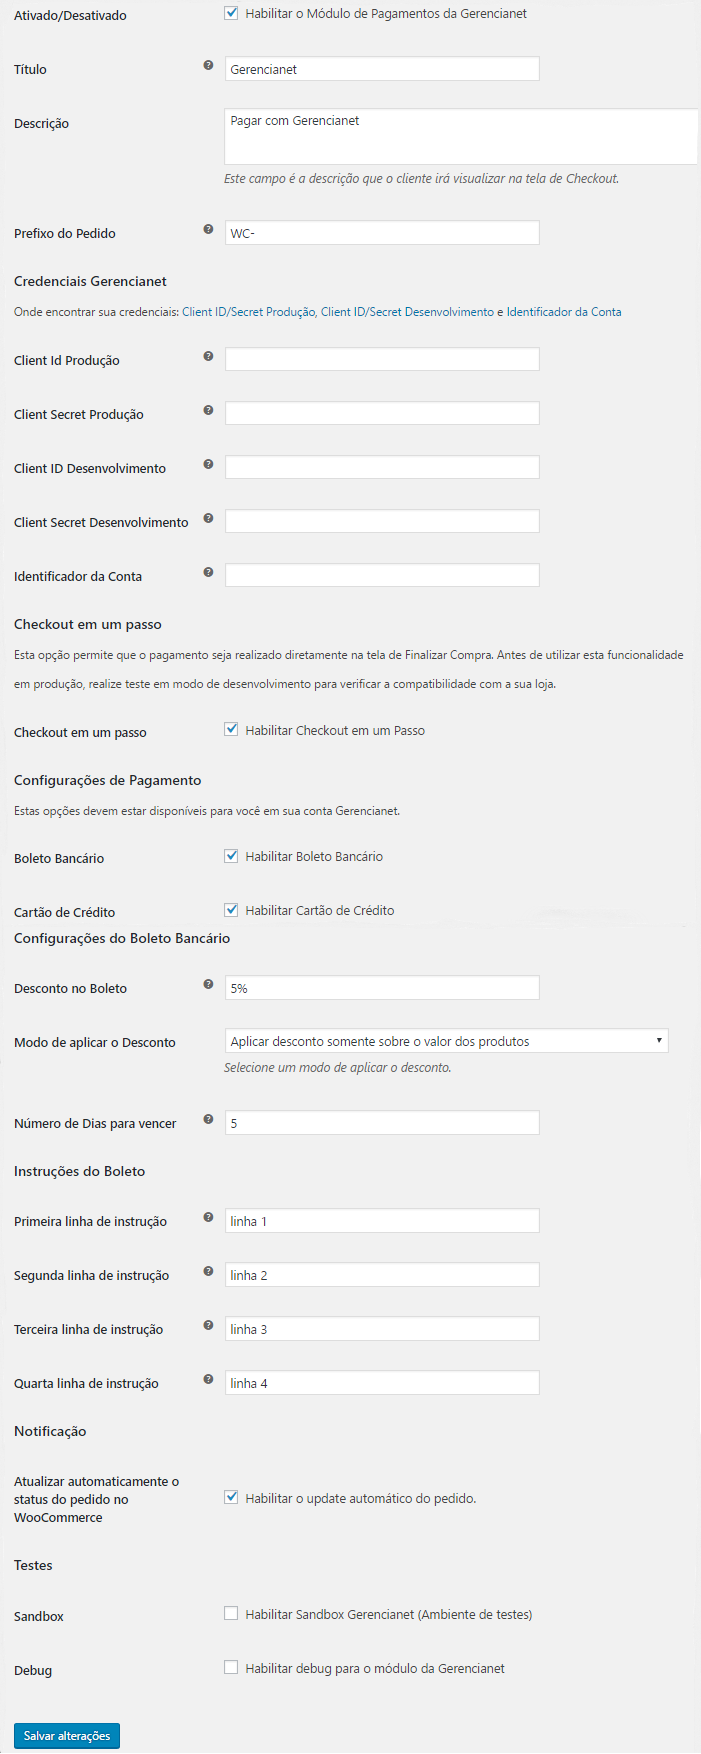 Ativado/Desativado
Habilitar o Módulo de Pagamentos da Gerencianet
Título
Gerencianet
Descrição
Pagar com Gerencianet
Este campo é a descrição que o cliente irá visualizar na tela de Checkout.
Prefixo do Pedido
WC-
Credenciais Gerencianet
Onde encontrar sua credenciais: Client ID/Secret Produção, Client ID/Secret Desenvolvimento e Identificador da Conta
Client Id Produção
Client Secret Produção
Client ID Desenvolvimento
Client Secret Desenvolvimento
Identificador da Conta
Checkout em um passo
Esta opção permite que o pagamento seja realizado diretamente na tela de Finalizar Compra. Antes de utilizar esta funcionalidade
em produção, realize teste em modo de desenvolvimento para verificar a compatibilidade com a sua loja.
Checkout em um passo
Habilitar Checkout em um Passo
Configurações de Pagamento
Estas opções devem estar disponíveis para você em sua conta Gerencianet.
Boleto Bancário
Habilitar Boleto Bancário
Cartão de Crédito
Habilitar Cartão de Crédito
Configurações do Boleto Bancário
Desconto no Boleto
5%
Modo de aplicar o Desconto
Aplicar desconto somente sobre o valor dos produtos
Selecione um modo de aplicar o desconto.
Número de Dias para vencer
5
Instruções do Boleto
Primeira linha de instrução
linha 1
Segunda linha de instrução
linha 2
Terceira linha de instrução
linha 3
Quarta linha de instrução
linha 4
Notificação
Atualizar automaticamente o
status do pedido no
WooCommerce
Habilitar o update automático do pedido.
Testes
Sandbox
Habilitar Sandbox Gerencianet (Ambiente de testes)
Debug
Habilitar debug para o módulo da Gerencianet
Salvar alterações